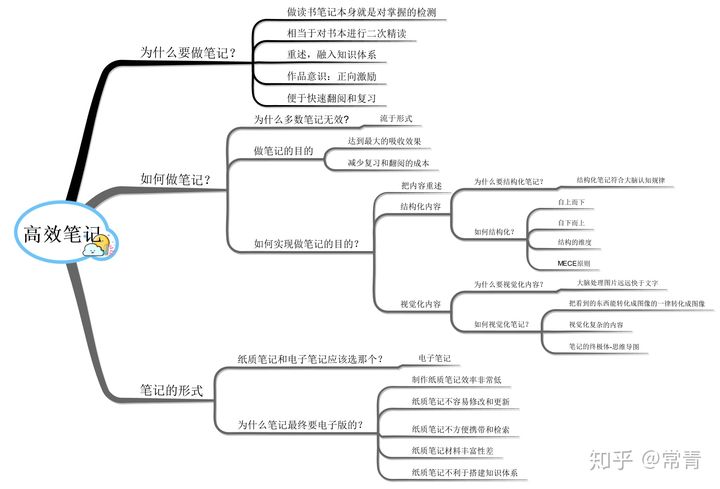 高效笔记
为什么要做笔记？
做读书笔记本身就是对掌握的检测
相当于对书本进行二次精读
重述，融入知识体系
作品意识：正向激励
便于快速翻阅和复习
如何做笔记？
为什么多数笔记无效?
流于形式
做笔记的目的
达到最大的吸收效果
减少复习和翻阅的成本
如何实现做笔记的目的？
把内容重述
结构化内容
为什么要结构化笔记？
结构化笔记符合大脑认知规律
如何结构化？
自上而下
自下而上
结构的维度
MECE原则
视觉化内容
为什么要视觉化内容？
大脑处理图片远远快于文字
如何视觉化笔记？
把看到的东西能转化成图像的一律转化成图像
视觉化复杂的内容
笔记的终极体-思维导图
笔记的形式
纸质笔记和电子笔记应该选那个？
电子笔记
为什么笔记最终要电子版的？
制作纸质笔记效率非常低
纸质笔记不容易修改和更新
纸质笔记不方便携带和检索
纸质笔记材料丰富性差
纸质笔记不利于搭建知识体系
知乎 @常青